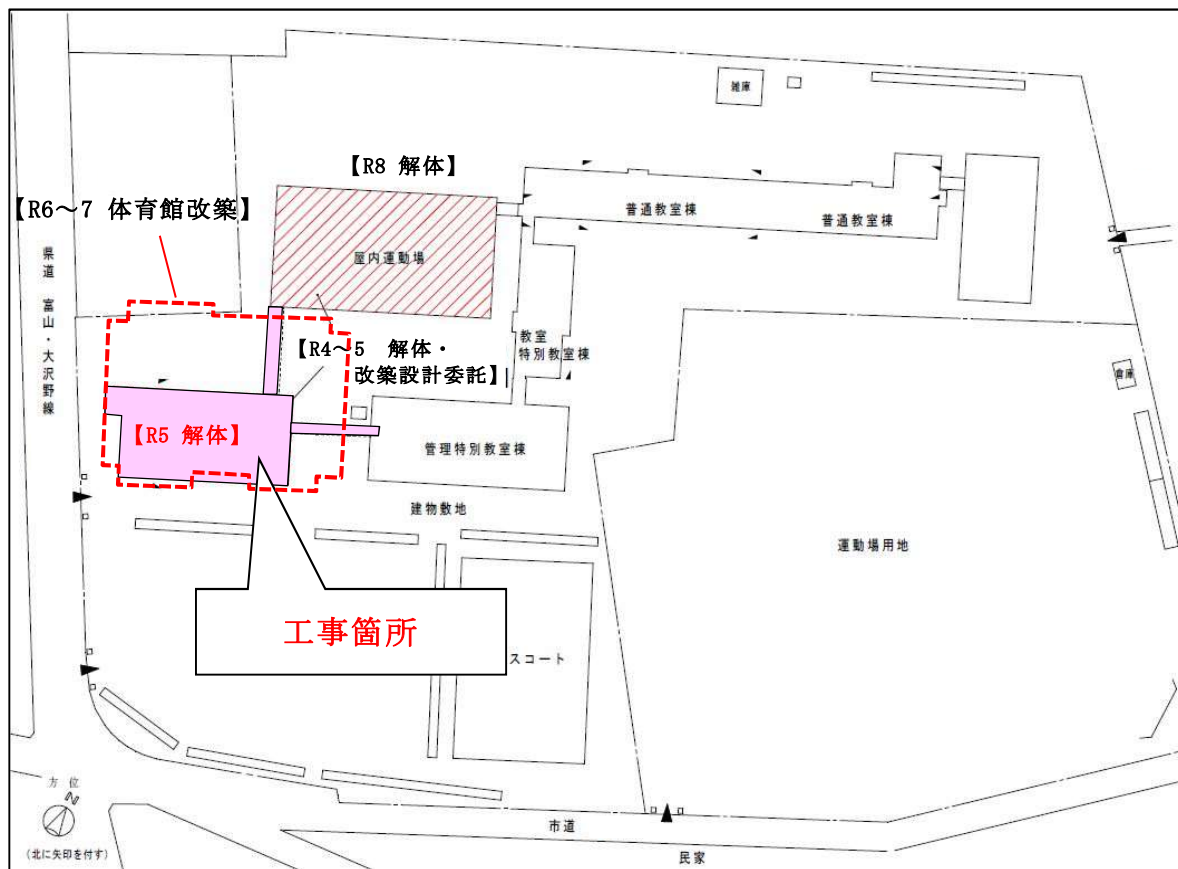 雑庫
【R8 解体】
【R6～7 体育館改築】
普通教室棟
普通教室棟
県道 富山・大沢野線
屋内運動場
教室
特別教室棟
【R4～5 解体・
改築設計委託】|
倉庫
【R5 解体】
管理特別教室棟
建物敷地
運動場用地
工事箇所
スコート
方位
N
(北に矢印を付す)
市道
民家